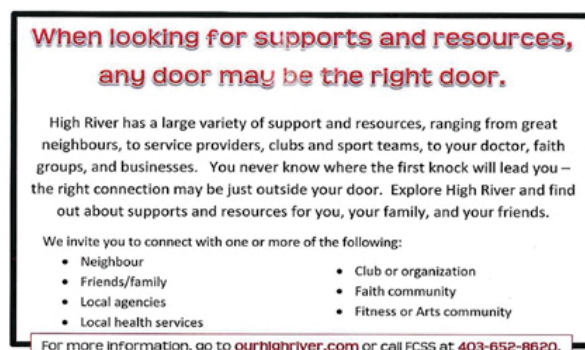 When looking for supports and resources,
any door may be the right door.
High River has a large variety of support and resources, ranging from great
neighbours, to service providers, clubs and sport teams, to your doctor, faith
groups, and businesses. You never know where the first knock will lead you –
the right connection may be just outside your door. Explore High River and find
out about supports and resources for you, your family, and your friends.
We invite you to connect with one or more of the following:
• Neighbour
• Friends/family
• Local agencies
• Local health services
• Club or organization
• Faith community
• Fitness or Arts community
For more information, go to ourhighriver.com or call FCSS at 403-652-8620.